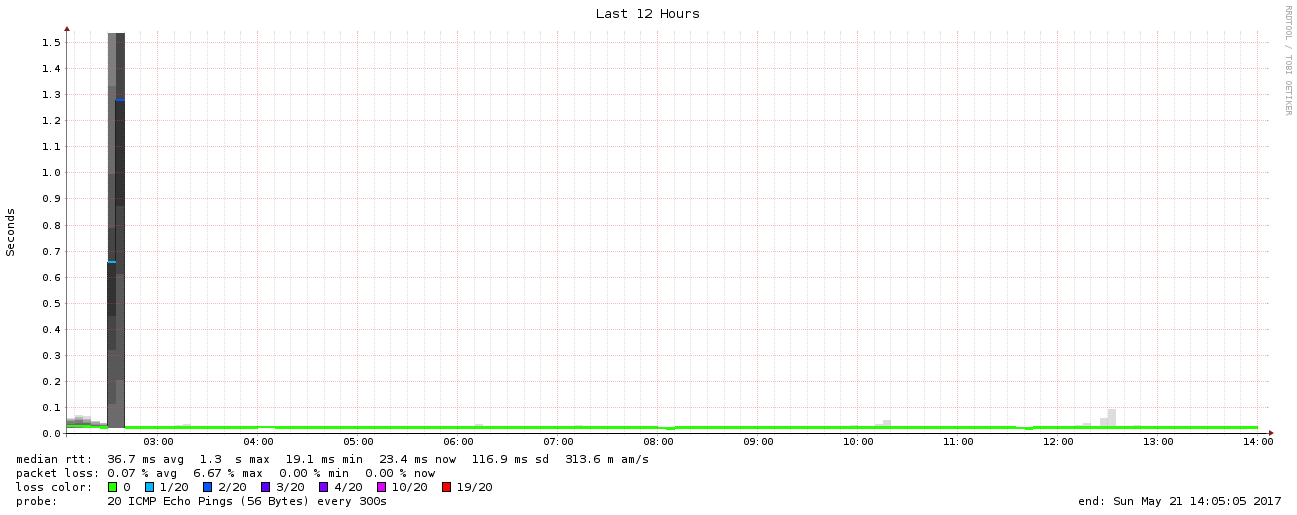 Last 12 Hours
RRDTOOL / TOBI OETIKER
Seconds
1.5
1.4
1.3
1.2
1.1
1.0
0.9
0.8
0.7
0.6
0.5
0.4
0.3
0.2
0.1
0.0
03:00 04:00 05:00 06:00 07:00 08:00 09:00 10:00 11:00 12:00 13:00 14:00
median rtt: 36.7 ms avg 1.3 s max 19.1 ms min 23.4 ms now 116.9 ms sd 313.6 m am/s
packet loss: 0.07 % avg 6.67 % max 0.00 % min 0.00 % now
loss color: 0 1/20 2/20 3/20 4/20 10/20 19/20
probe: 20 ICMP Echo Pings (56 Bytes) every 300s end: Sun May 21 14:05:05 2017